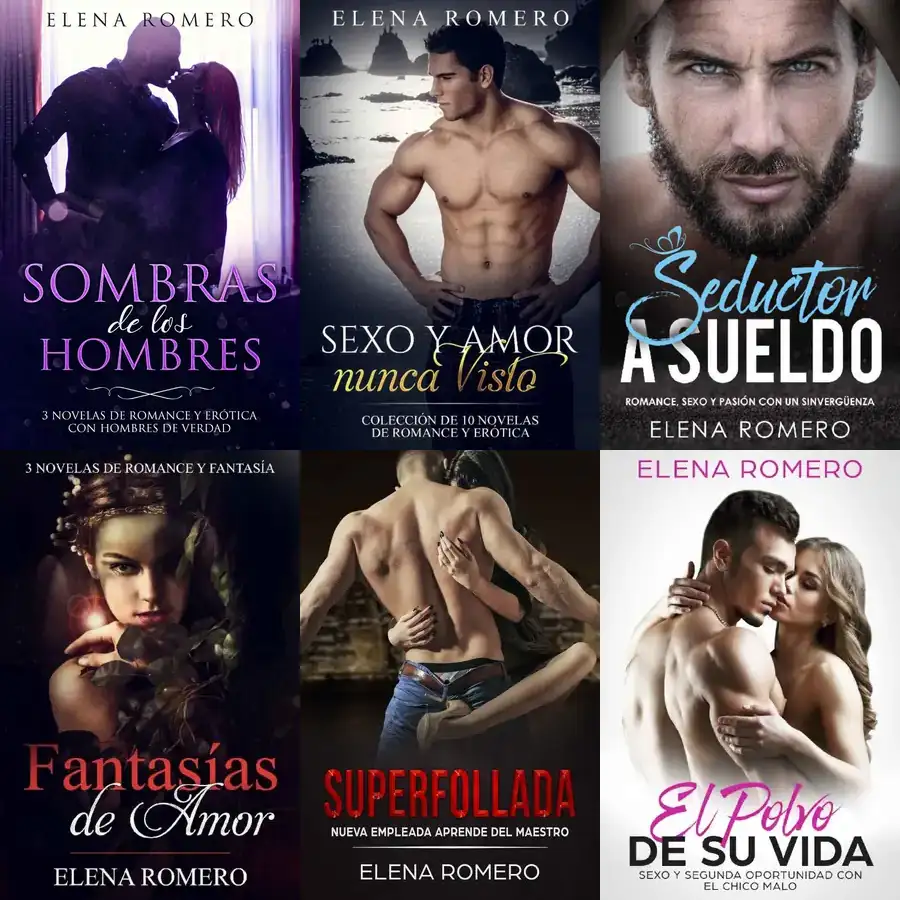 ELENA ROMERO
SOMBRAS
de los
HOMBRES
3 NOVELAS DE ROMANCE Y ERÓTICA
CON HOMBRES DE VERDAD
ELENA ROMERO
SEXO Y AMOR
nunca Visto
COLECCIÓN DE 10 NOVELAS
DE ROMANCE Y ERÓTICA
Seductor
A SUELDO
ROMANCE, SEXO Y PASIÓN CON UN SINVERGÜENZA
ELENA ROMERO
3 NOVELAS DE ROMANCE Y FANTASÍA
Fantasías
de Amor
ELENA ROMERO
SUPERFOLLADA
NUEVA EMPLEADA APRENDE DEL MAESTRO
ELENA ROMERO
ELENA ROMERO
El Polvo
DE SU VIDA
SEXO Y SEGUNDA OPORTUNIDAD CON
EL CHICO MALO